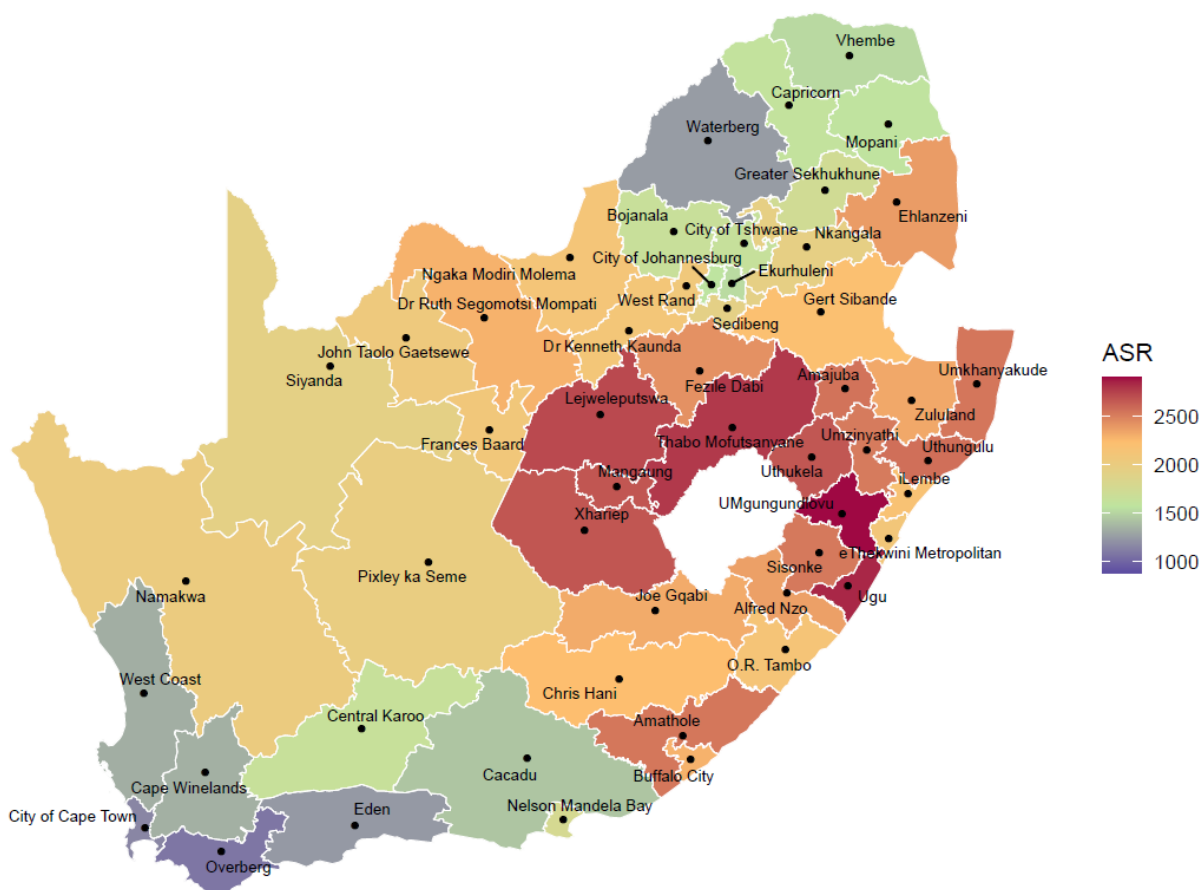 Vhembe
Capricorn
Waterberg
Mopani
Greater Sekhukhune
Ehlanzeni
Bojanala
City of Tshwane
Nkangala
City of Johannesburg
Ekurhuleni
Ngaka Modiri Molema
West Rand
Gert Sibande
Dr Ruth Segomotsi Mompati
Sedibeng
Dr Kenneth Kaunda
John Taolo Gaetsewe
Siyanda
ASR
Fezile Dabi
Amajuba
Umkhanyakude
Lejweleputswa
Zululand
2500
Frances Baard
Thabo Mofutsanyane
Umzinyathi
Uthungulu
2000
Mangaung
Uthukela
iLembe
UMgungundlovu
1500
Xhariep
eThekwini Metropolitan
1000
Pixley ka Seme
Sisonke
Namakwa
Joe Gqabi
Alfred Nzo
Ugu
O.R. Tambo
West Coast
Chris Hani
Central Karoo
Amathole
Cape Winelands
Cacadu
Buffalo City
City of Cape Town
Eden
Nelson Mandela Bay
Overberg